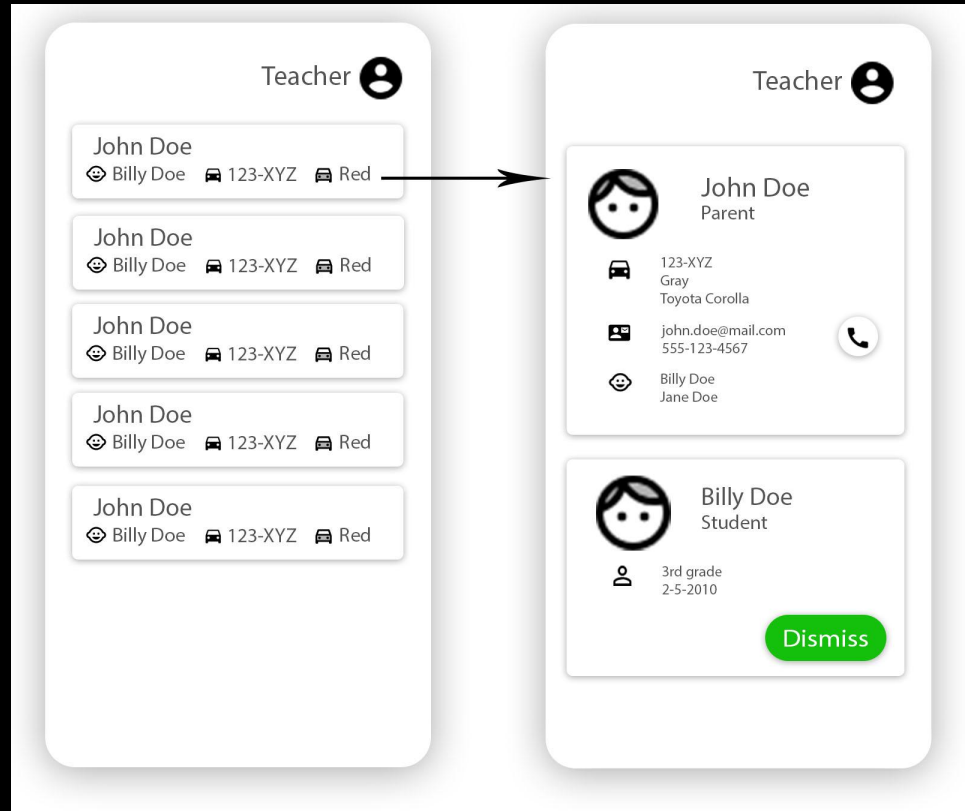 Teacher
John Doe
Billy Doe 123-XYZ Red
John Doe
Billy Doe 123-XYZ Red
John Doe
Billy Doe 123-XYZ Red
John Doe
Billy Doe 123-XYZ Red
John Doe
Billy Doe 123-XYZ Red
Teacher
John Doe
Parent
123-XYZ
Gray
Toyota Corolla
john.doe@mail.com
555-123-4567
Billy Doe
Jane Doe
Billy Doe
Student
3rd grade
2-5-2010
Dismiss